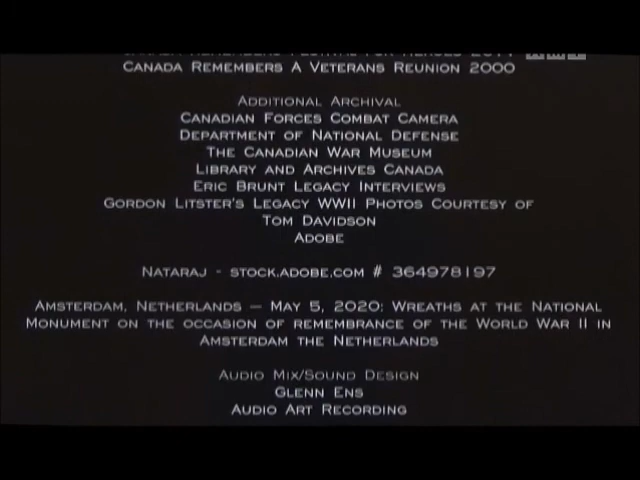 Canada Remembers A Veterans Reunion 2000
Additional Archival
Canadian Forces Combat Camera
Department of National Defense
The Canadian War Museum
Library and Archives Canada
Eric Brunt Legacy Interviews
Gordon Litster's Legacy WWII Photos Courtesy of
Tom Davidson
Adobe
Nataraj - stock.adobe.com # 364978197
Amsterdam, Netherlands – May 5, 2020: Wreaths at the National
Monument on the occasion of remembrance of the World War II in
Amsterdam the Netherlands
Audio Mix/Sound Design
Glenn Ens
Audio Art Recording